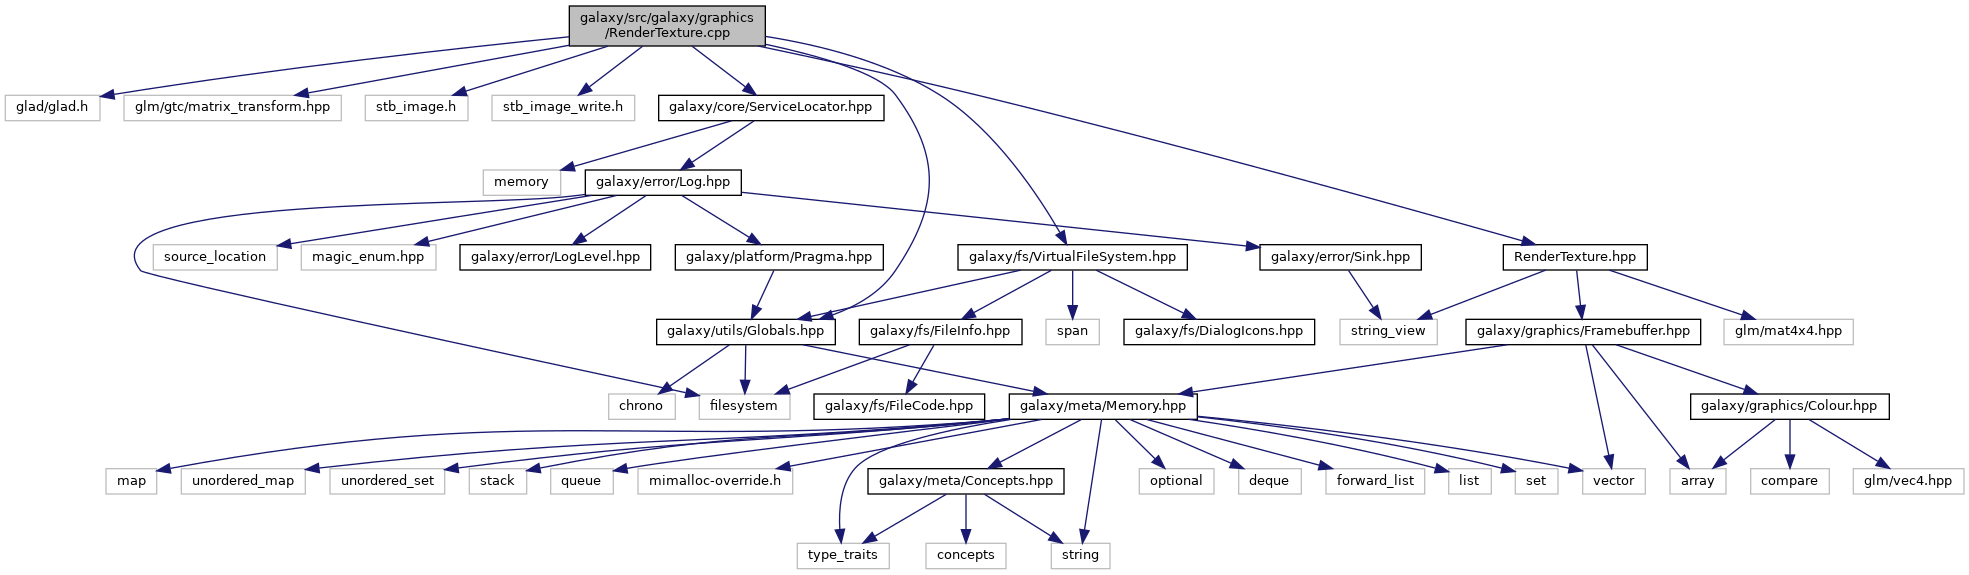 galaxy/src/galaxy/graphics
/RenderTexture.cpp
glad/glad.h
glm/gtc/matrix_transform.hpp
stb_image.h
stb_image_write.h
galaxy/core/ServiceLocator.hpp
memory
galaxy/error/Log.hpp
source_location
magic_enum.hpp
galaxy/error/LogLevel.hpp
galaxy/platform/Pragma.hpp
galaxy/fs/VirtualFileSystem.hpp
galaxy/error/Sink.hpp
RenderTexture.hpp
galaxy/utils/Globals.hpp
galaxy/fs/FileInfo.hpp
span
galaxy/fs/DialogIcons.hpp
string_view
galaxy/graphics/Framebuffer.hpp
glm/mat4x4.hpp
chrono
filesystem
galaxy/fs/FileCode.hpp
galaxy/meta/Memory.hpp
galaxy/graphics/Colour.hpp
map
unordered_map
unordered_set
stack
queue
mimalloc-override.h
galaxy/meta/Concepts.hpp
optional
deque
forward_list
list
set
vector
array
compare
glm/vec4.hpp
type_traits
concepts
string